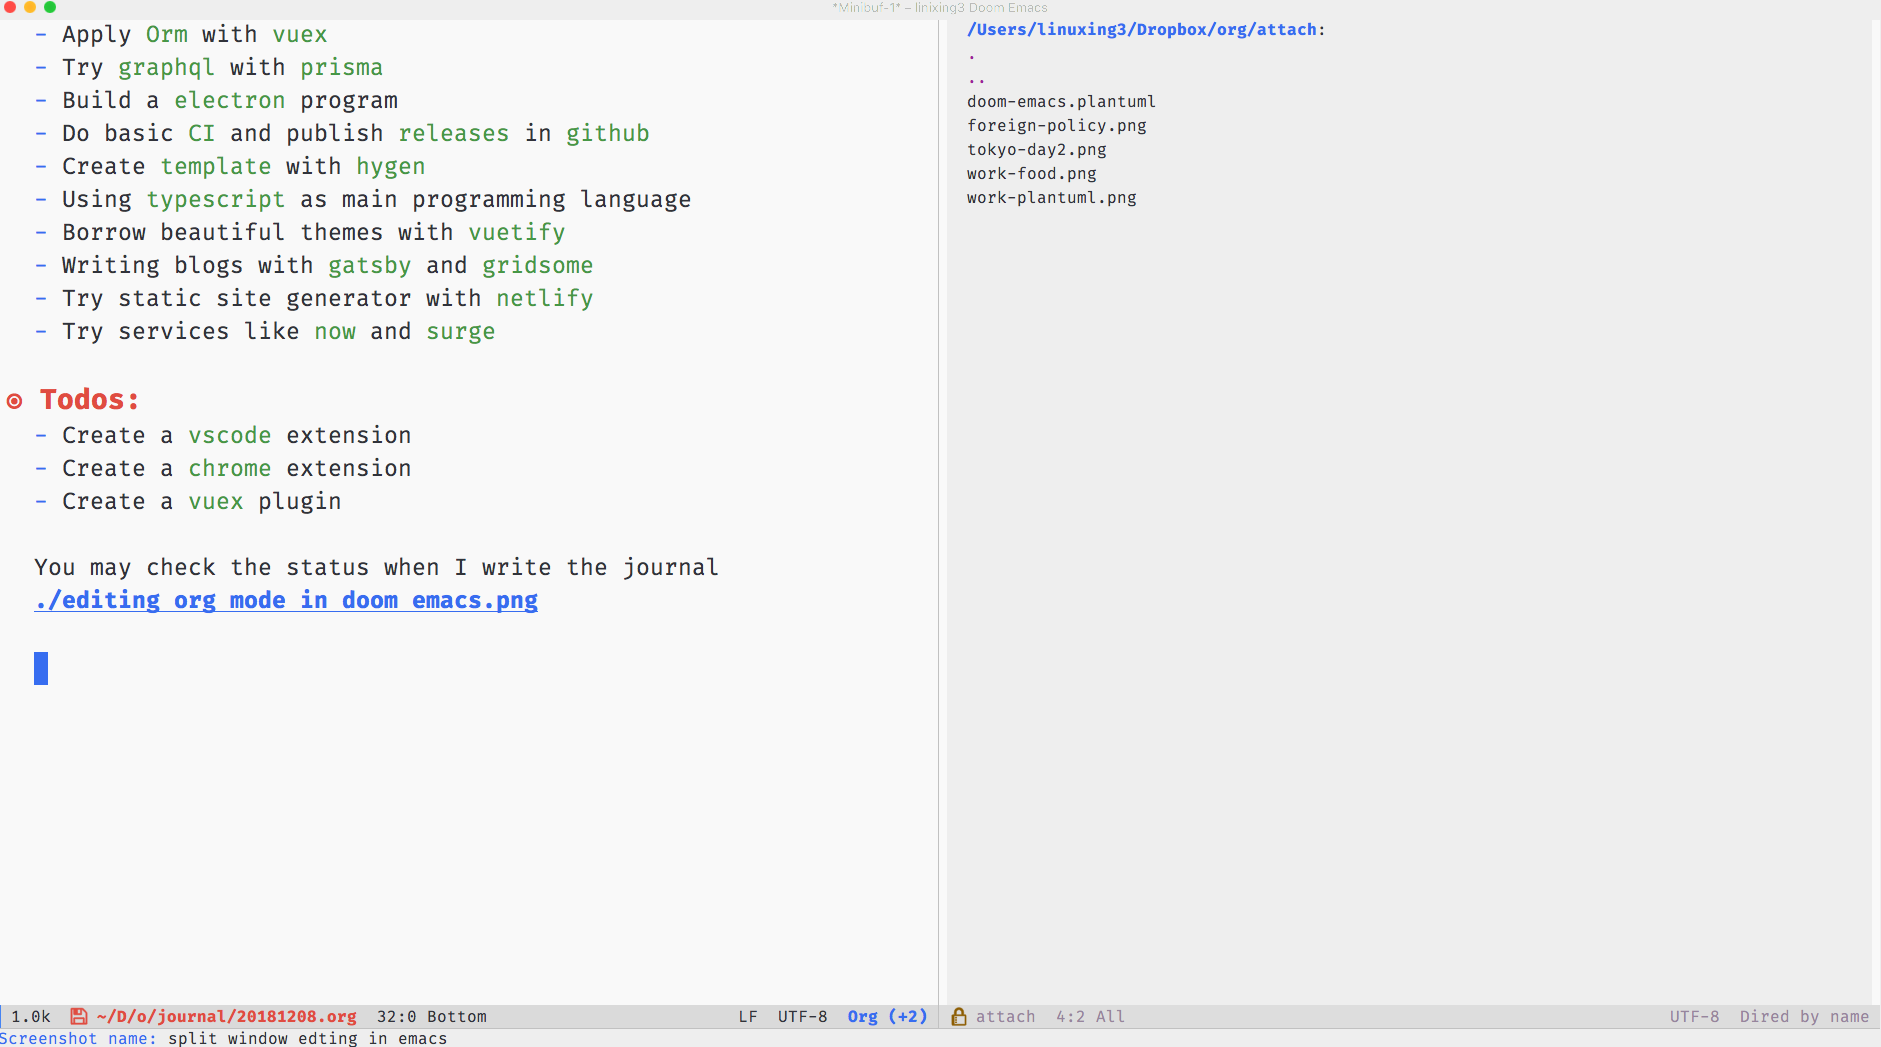 *Minibuf-1* – linixing3 Doom Emacs
- Apply Orm with vuex
- Try graphql with prisma
- Build a electron program
- Do basic CI and publish releases in github
- Create template with hygen
- Using typescript as main programming language
- Borrow beautiful themes with vuetify
- Writing blogs with gatsby and gridsome
- Try static site generator with netlify
- Try services like now and surge
Todos:
- Create a vscode extension
- Create a chrome extension
- Create a vuex plugin
You may check the status when I write the journal
./editing org mode in doom emacs.png
/Users/linuxing3/Dropbox/org/attach:
.
..
doom-emacs.plantuml
foreign-policy.png
tokyo-day2.png
work-food.png
work-plantuml.png
1.0k ~/D/o/journal/20181208.org 32:0 Bottom LF UTF-8 Org (+2)
attach 4:2 All UTF-8 Dired by name
Screenshot name: split window edting in emacs